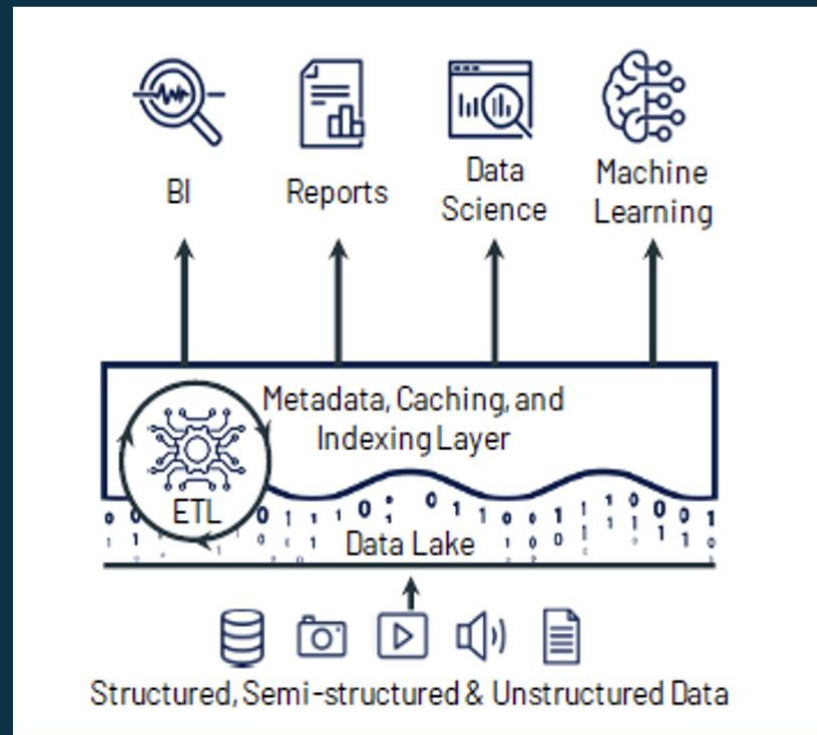 BI
Reports
Data
Science
Machine
Learning
Metadata, Caching, and
Indexing Layer
ETL
Data Lake
Structured, Semi-structured & Unstructured Data